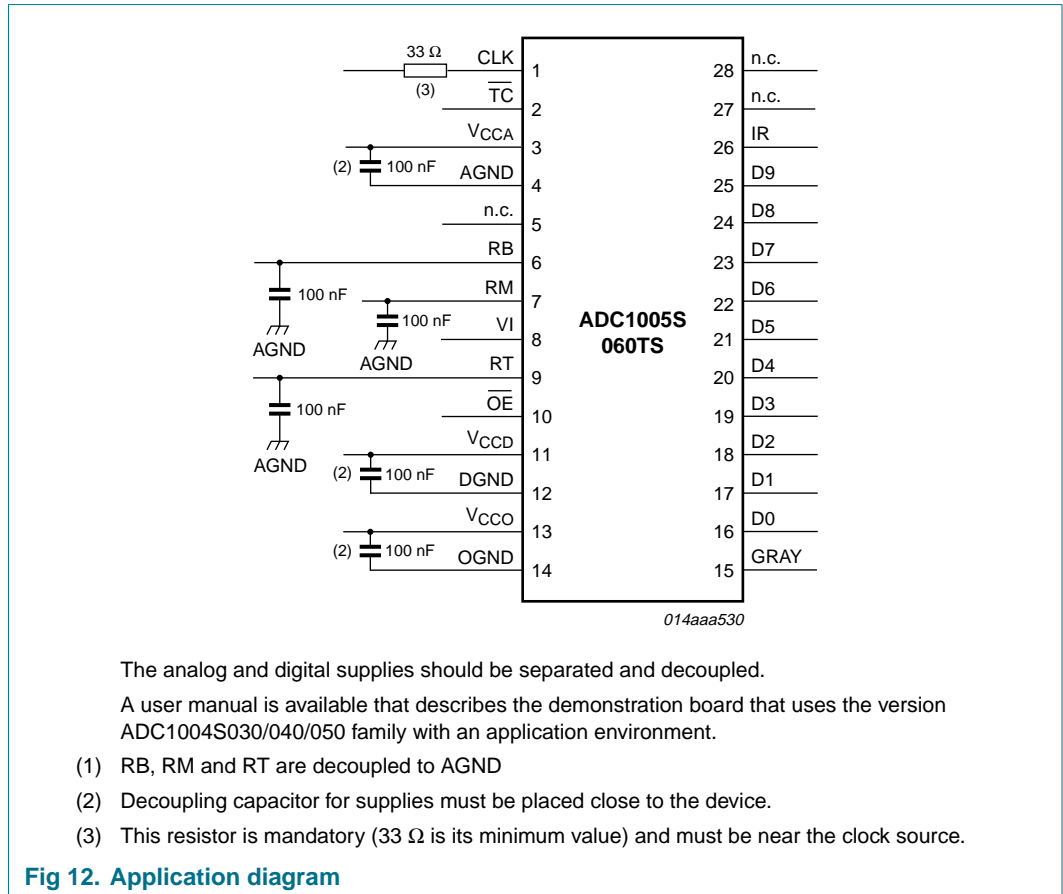 33 Ω CLK 1 28 n.c.
(3) TC 2 27 n.c.
VCCA 3 26 IR
(2) 100 nF AGND 4 25 D9
n.c. 5 24 D8
RB 6 23 D7
100 nF RM 7 22 D6
100 nF VI 8 21 D5
AGND AGND RT 9 20 D4
100 nF OE 10 19 D3
AGND VCCD 11 18 D2
(2) 100 nF DGND 12 17 D1
VCCO 13 16 D0
(2) 100 nF OGND 14 15 GRAY
ADC1005S
060TS
014aaa530
The analog and digital supplies should be separated and decoupled.
A user manual is available that describes the demonstration board that uses the version
ADC1004S030/040/050 family with an application environment.
(1) RB, RM and RT are decoupled to AGND
(2) Decoupling capacitor for supplies must be placed close to the device.
(3) This resistor is mandatory (33 Ω is its minimum value) and must be near the clock source.
Fig 12. Application diagram